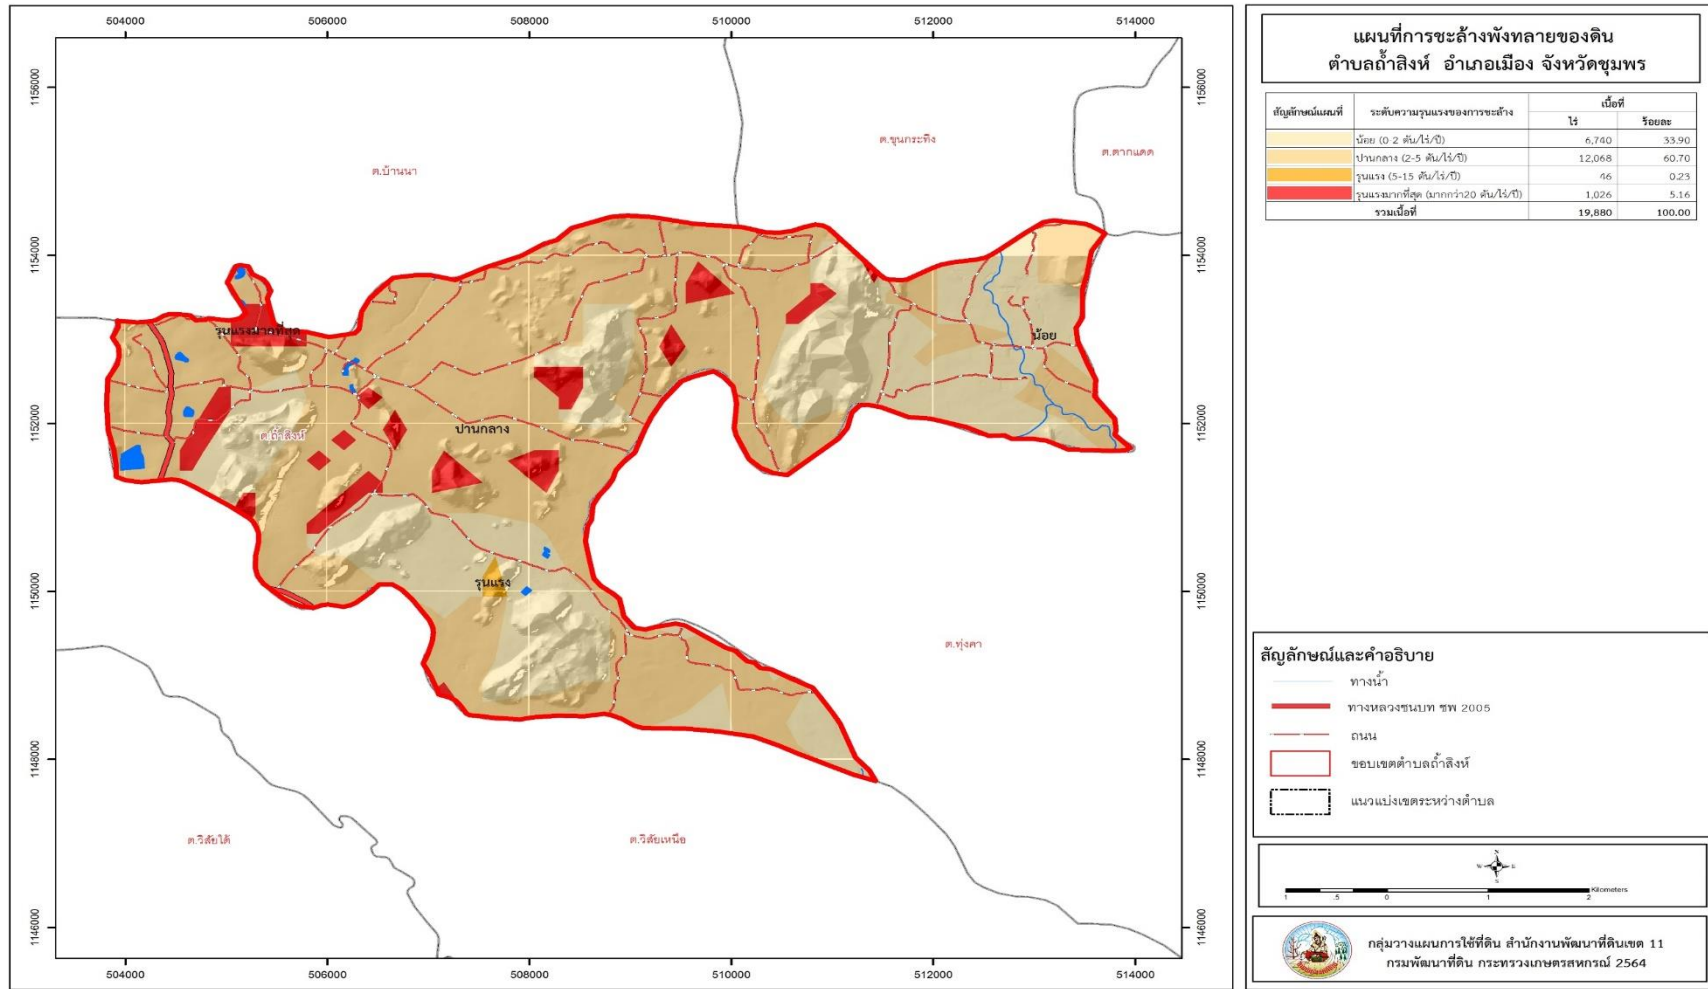 504000 506000 508000 510000 512000 514000
1156000 1156000
1154000 1154000
1152000 1152000
1150000 1150000
1148000 1148000
1146000 1146000
504000 506000 508000 510000 512000 514000
ต.บ้านนา
ต.ขุนกระทิง
ต.ตากแดด
รุนแรงมากที่สุด
น้อย
ต.ถ้ำสิงห์
ปานกลาง
รุนแรง
ต.ทุ่งคา
ต.วิสัยใต้
ต.วิสัยเหนือ
แผนที่การชะล้างพังทลายของดิน
ตำบลถ้ำสิงห์ อำเภอเมือง จังหวัดชุมพร
สัญลักษณ์แผนที่ ระดับความรุนแรงของการชะล้าง เนื้อที่
ไร่ ร้อยละ
น้อย (0-2 ตัน/ไร่/ปี) 6,740 33.90
ปานกลาง (2-5 ตัน/ไร่/ปี) 12,068 60.70
รุนแรง (5-15 ตัน/ไร่/ปี) 46 0.23
รุนแรงมากที่สุด (มากกว่า20 ตัน/ไร่/ปี) 1,026 5.16
รวมเนื้อที่ 19,880 100.00
สัญลักษณ์และคำอธิบาย
ทางน้ำ
ทางหลวงชนบท ชพ 2005
ถนน
ขอบเขตตำบลถ้ำสิงห์
แนวแบ่งเขตระหว่างตำบล
N
W E
S
Kilometers
1 .5 0 1 2
กลุ่มวางแผนการใช้ที่ดิน สำนักงานพัฒนาที่ดินเขต 11
กรมพัฒนาที่ดิน กระทรวงเกษตรสหกรณ์ 2564